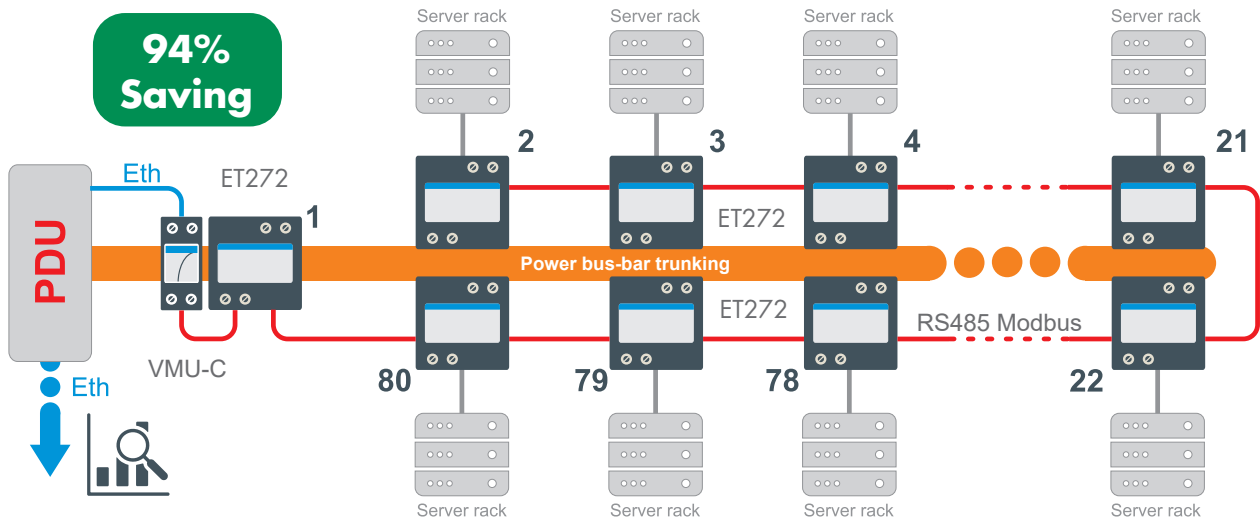 Server rack
Server rack
Server rack
Server rack
94%
Saving
2
3
4
21
Eth
ET272
1
ET272
PDU
Power bus-bar trunking
ET272
RS485 Modbus
VMU-C
Eth
80
79
78
22
Server rack
Server rack
Server rack
Server rack